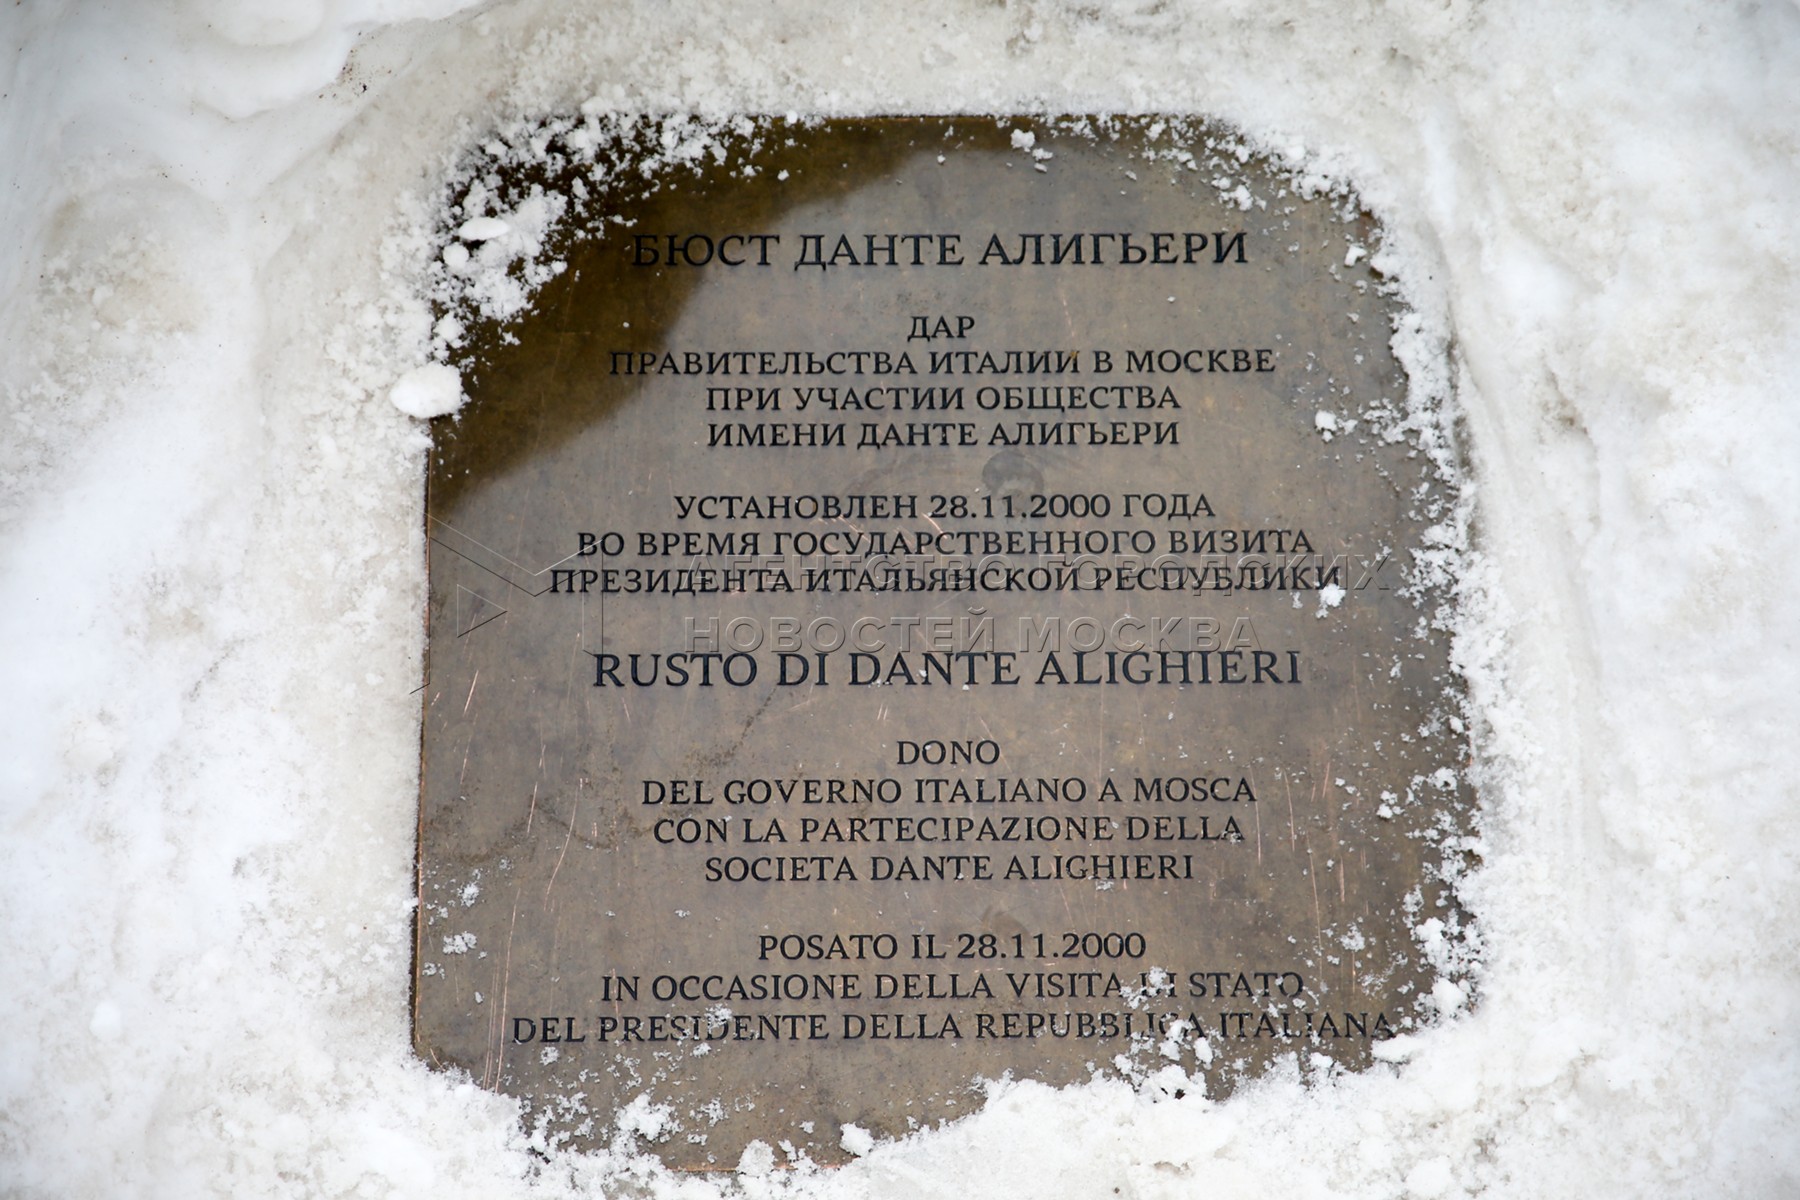 БЮСТ ДАНТЕ АЛИГЬЕРИ
ДАР
ПРАВИТЕЛЬСТВА ИТАЛИИ В МОСКВЕ
ПРИ УЧАСТИИ ОБЩЕСТВА
ИМЕНИ ДАНТЕ АЛИГЬЕРИ
УСТАНОВЛЕН 28.11.2000 ГОДА
ВО ВРЕМЯ ГОСУДАРСТВЕННОГО ВИЗИТА
ПРЕЗИДЕНТА ИТАЛЬЯНСКОЙ РЕСПУБЛИКИ
АГЕНТСТВО ГОРОДСКИХ
НОВОСТЕЙ МОСКВА
RUSTO DI DANTE ALIGHIERI
DONO
DEL GOVERNO ITALIANO A MOSCA
CON LA PARTECIPAZIONE DELLA
SOCIETA DANTE ALIGHIERI
POSATO IL 28.11.2000
IN OCCASIONE DELLA VISITA DI STATO
DEL PRESIDENTE DELLA REPUBBLICA ITALIANA